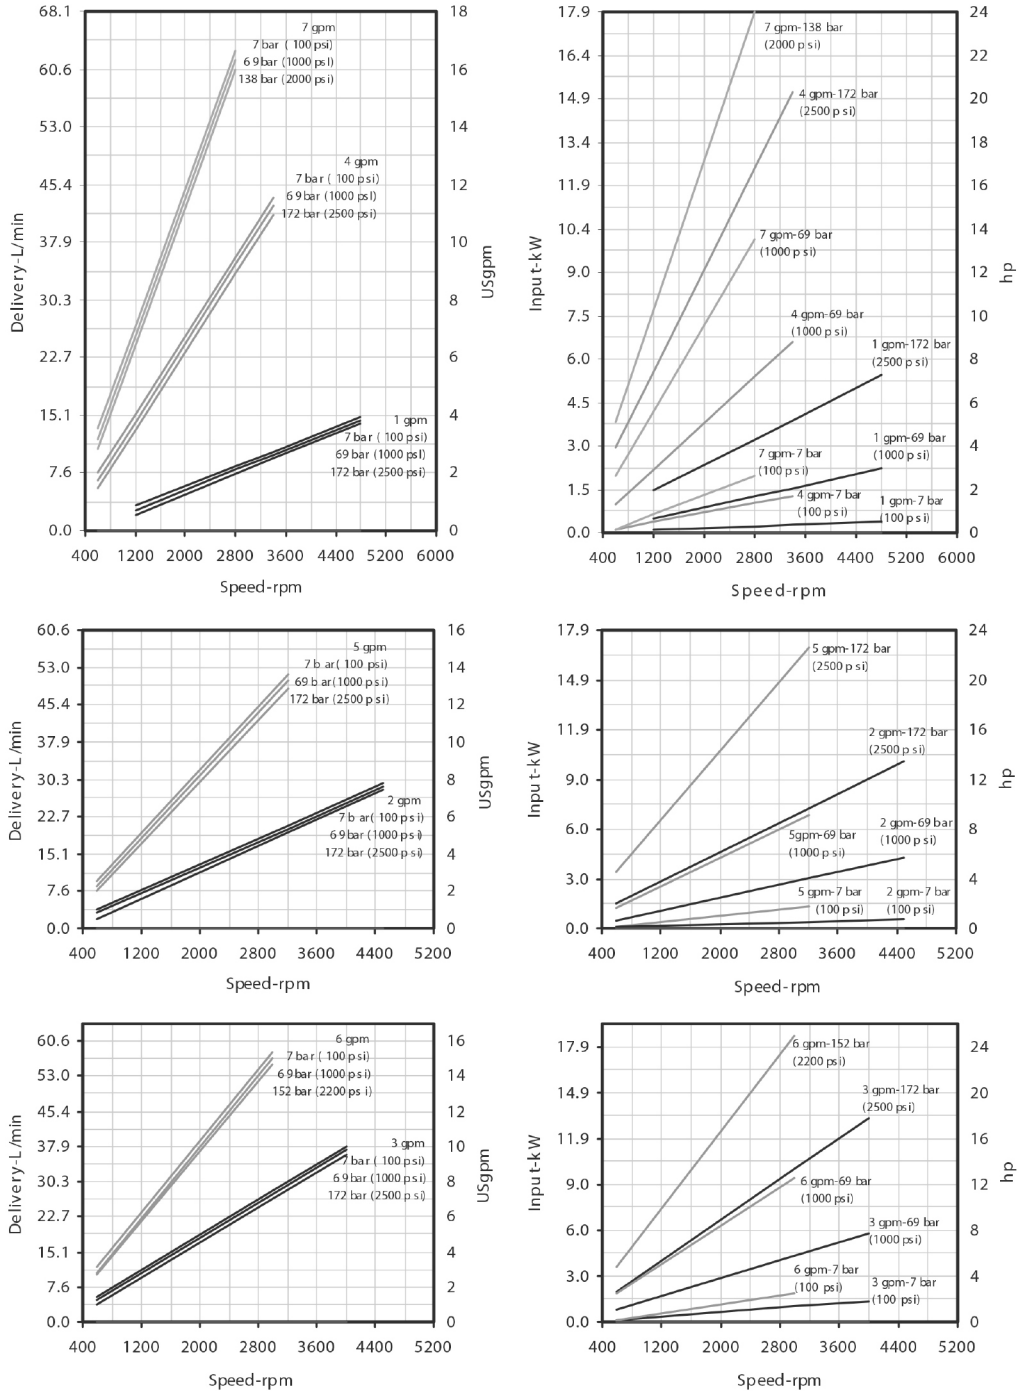 68.1
60.6
53.0
45.4
37.9
30.3
22.7
15.1
7.6
0.0
Delivery-L/min
18
16
14
12
10
8
6
4
2
0
USgpm
7 gpm
7 bar ( 100 psi)
69 bar (1000 psI)
138 bar (2000 psi)
4 gpm
7 bar ( 100 psi)
69 bar (1000 psI)
172 bar (2500 psi)
1 gpm
7 bar ( 100 psi)
69 bar (1000 psI)
172 bar (2500 psi)
400 1200 2000 2800 3600 4400 5200 6000
Speed-rpm
17.9
16.4
14.9
13.4
11.9
10.4
9.0
7.5
6.0
4.5
3.0
1.5
0.0
Input-kW
24
22
20
18
16
14
12
10
8
6
4
2
0
hp
7 gpm-138 bar
(2000 psi)
4 gpm-172 bar
(2500 psi)
7 gpm-69 bar
(1000 psi)
4 gpm-69 bar
(1000 psi)
1 gpm-172 bar
(2500 psi)
1 gpm-69 bar
(1000 psi)
7 gpm-7 bar
(100 psi)
4 gpm-7 bar
(100 psi)
1 gpm-7 bar
(100 psi)
400 1200 2000 2800 3600 4400 5200 6000
Speed-rpm
60.6
53.0
45.4
37.9
30.3
22.7
15.1
7.6
0.0
Delivery-L/min
16
14
12
10
8
6
4
2
0
USgpm
5 gpm
7 bar ( 100 psi)
69 bar (1000 psi)
172 bar (2500 psi)
2 gpm
7 bar ( 100 psi)
69 bar (1000 psi)
172 bar (2500 psi)
400 1200 2000 2800 3600 4400 5200
Speed-rpm
17.9
14.9
11.9
9.0
6.0
3.0
0.0
Input-kW
24
20
16
12
8
4
0
hp
5 gpm-172 bar
(2500 psi)
2 gpm-172 bar
(2500 psi)
5gpm-69 bar
(1000 psi)
2 gpm-69 bar
(1000 psi)
5 gpm-7 bar
(100 psi)
2 gpm-7 bar
(100 psi)
400 1200 2000 2800 3600 4400 5200
Speed-rpm
60.6
53.0
45.4
37.9
30.3
22.7
15.1
7.6
0.0
Delivery-L/min
16
14
12
10
8
6
4
2
0
USgpm
6 gpm
7 bar ( 100 psi)
69 bar (1000 psi)
152 bar (2200 psi)
3 gpm
7 bar ( 100 psi)
69 bar (1000 psi)
172 bar (2500 psi)
400 1200 2000 2800 3600 4400 5200
Speed-rpm
17.9
14.9
11.9
9.0
6.0
3.0
0.0
Input-kW
24
20
16
12
8
4
0
hp
6 gpm-152 bar
(2200 psi)
3 gpm-172 bar
(2500 psi)
6 gpm-69 bar
(1000 psi)
3 gpm-69 bar
(1000 psi)
6 gpm-7 bar
(100 psi)
3 gpm-7 bar
(100 psi)
400 1200 2000 2800 3600 4400 5200
Speed-rpm